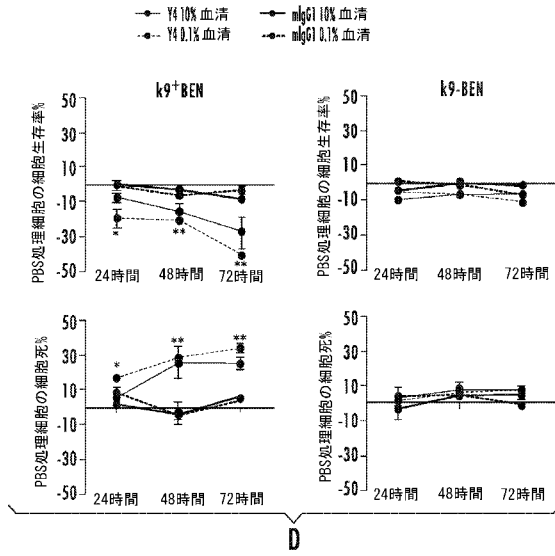 Y4 10% 血清
mIgG1 10% 血清
Y4 0.1% 血清
mIgG1 0.1% 血清
k9+BEN
k9-BEN
PBS処理細胞の細胞生存率%
50
30
10
-10
-30
-50
*
**
**
24時間
48時間
72時間
PBS処理細胞の細胞生存率%
50
30
10
-10
-30
-50
24時間
48時間
72時間
PBS処理細胞の細胞死%
50
30
10
-10
-30
-50
*
**
**
24時間
48時間
72時間
PBS処理細胞の細胞死%
50
30
10
-10
-30
-50
24時間
48時間
72時間
D